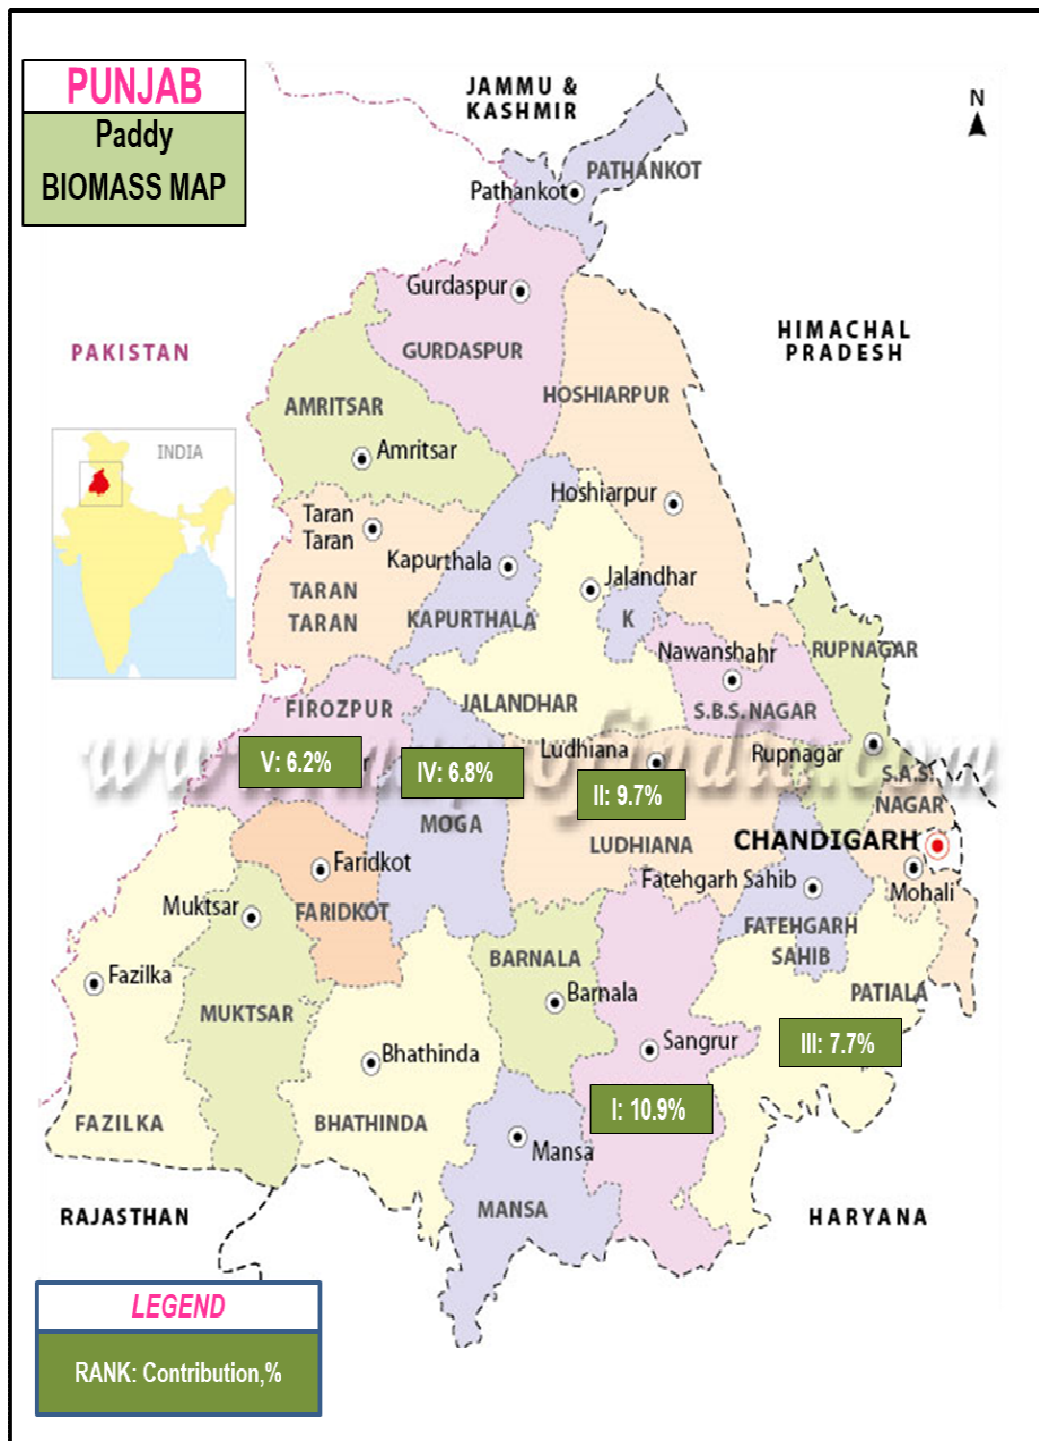 PUNJAB
Paddy
BIOMASS MAP
JAMMU &
KASHMIR
N
PATHANKOT
Pathankot
Gurdaspur
GURDASPUR
PAKISTAN
HIMACHAL
PRADESH
HOSHIARPUR
AMRITSAR
Amritsar
INDIA
Hoshiarpur
Taran
Taran
Kapurthala
Jalandhar
TARAN
TARAN
KAPURTHALA
K
Nawanshahr
RUPNAGAR
FIROZPUR
JALANDHAR
S.B.S. NAGAR
V: 6.2%
IV: 6.8%
Ludhiana
II: 9.7%
Rupnagar
S.A.S.
NAGAR
MOGA
LUDHIANA
CHANDIGARH
Faridkot
Fatehgarh Sahib
Mohali
Muktsar
FARIDKOT
FATEHGARH
SAHIB
BARNALA
Fazilka
Barnala
PATIALA
MUKTSAR
Bhathinda
Sangrur
III: 7.7%
I: 10.9%
FAZILKA
BHATHINDA
Mansa
MANSA
RAJASTHAN
HARYANA
LEGEND
RANK: Contribution,%